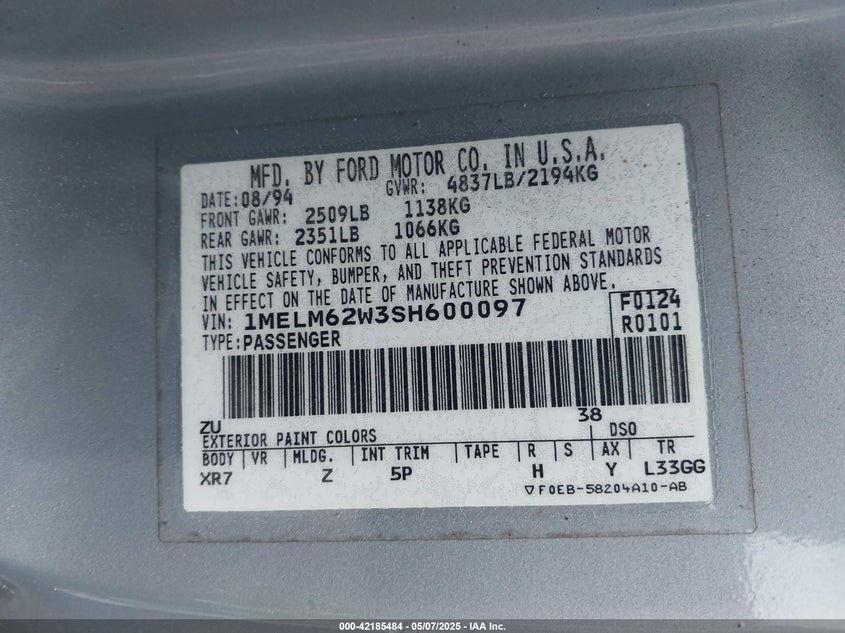 MFD. BY FORD MOTOR CO. IN U.S.A.
DATE: 08/94 GVWR: 4837LB/2194KG
FRONT GAWR: 2509LB 1138KG
REAR GAWR: 2351LB 1066KG
THIS VEHICLE CONFORMS TO ALL APPLICABLE FEDERAL MOTOR
VEHICLE SAFETY, BUMPER, AND THEFT PREVENTION STANDARDS
IN EFFECT ON THE DATE OF MANUFACTURE SHOWN ABOVE.
VIN: 1MELM62W3SH600097 F0124
TYPE: PASSENGER R0101
ZU 38
EXTERIOR PAINT COLORS DSO
BODY VR MLDG. INT TRIM TAPE R S AX TR
XR7 Z 5P H Y L33GG
▽F0EB-58204A10-AB
000-42185484 | 05/07/2025 - IAA Inc.